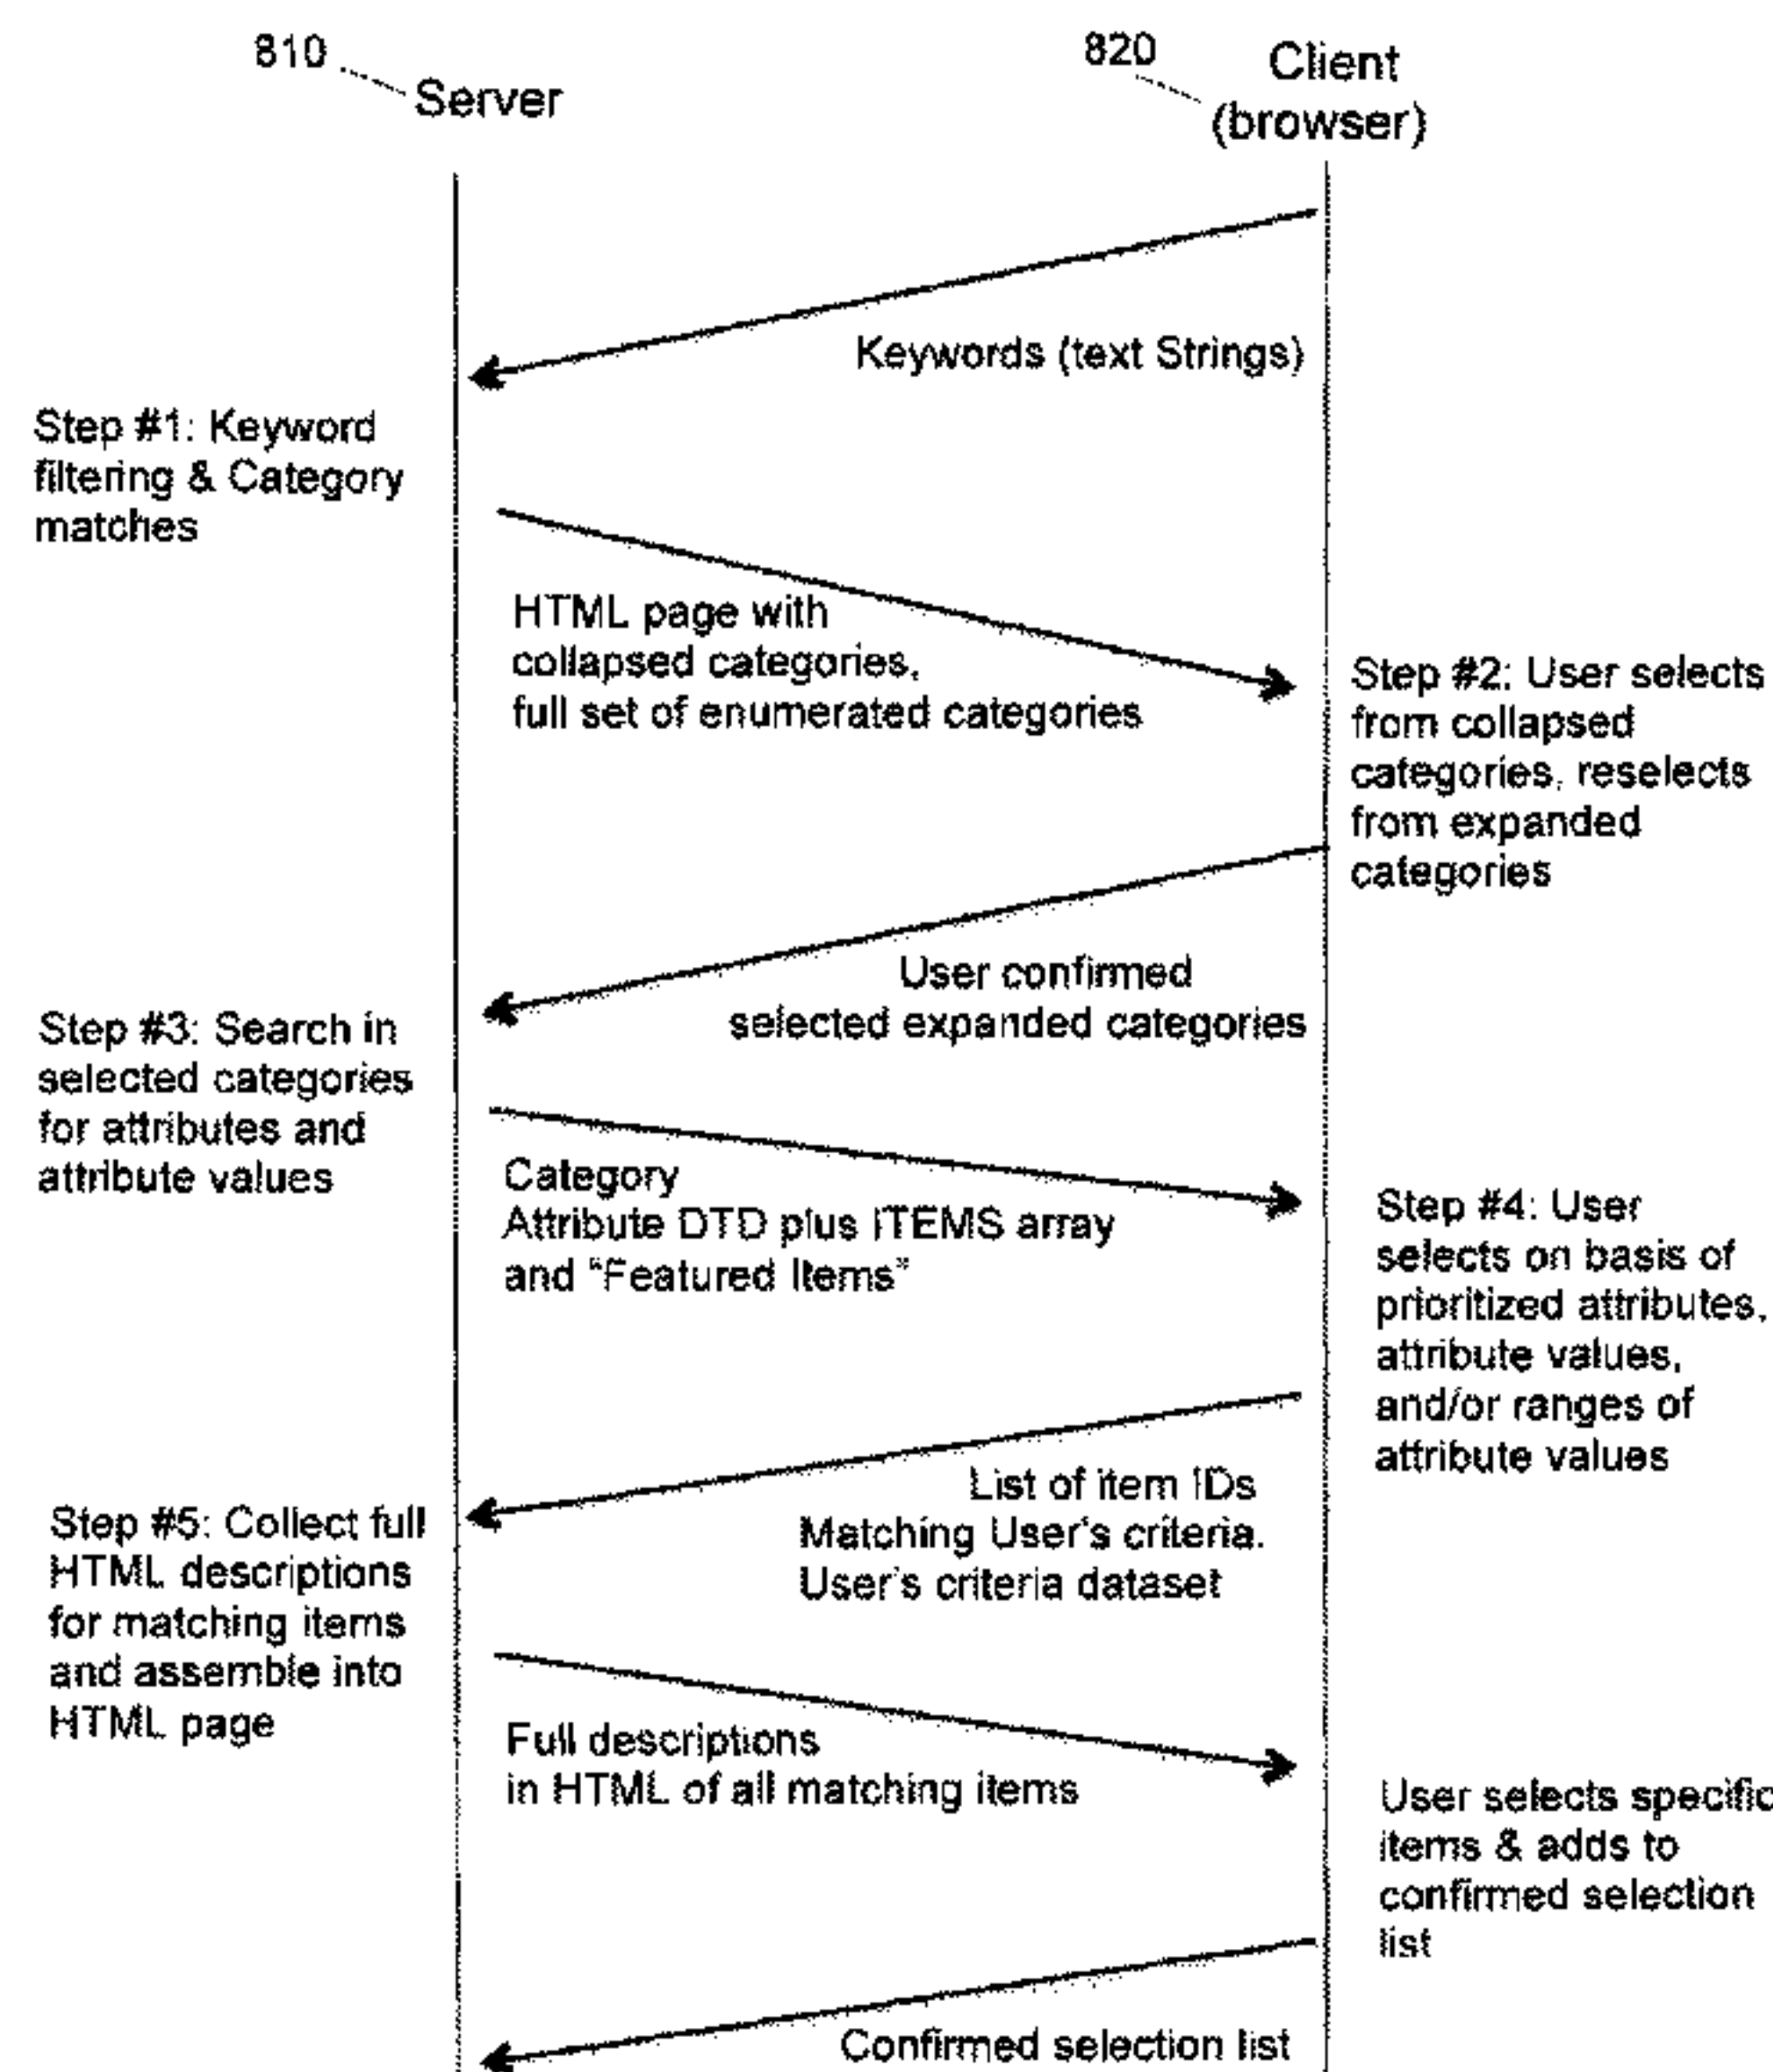 810
Server
820
Client
(browser)
Keywords (text Strings)
Step #1: Keyword
filtering & Category
matches
HTML page with
collapsed categories,
full set of enumerated categories
Step #2: User selects
from collapsed
categories, reselects
from expanded
categories
User confirmed
selected expanded categories
Step #3: Search in
selected categories
for attributes and
attribute values
Category
Attribute DTD plus ITEMS array
and "Featured Items"
Step #4: User
selects on basis of
prioritized attributes,
attribute values,
and/or ranges of
attribute values
List of item IDs
Matching User's criteria.
User's criteria dataset
Step #5: Collect full
HTML descriptions
for matching items
and assemble into
HTML page
Full descriptions
in HTML of all matching items
User selects specific
items & adds to
confirmed selection
list
Confirmed selection list